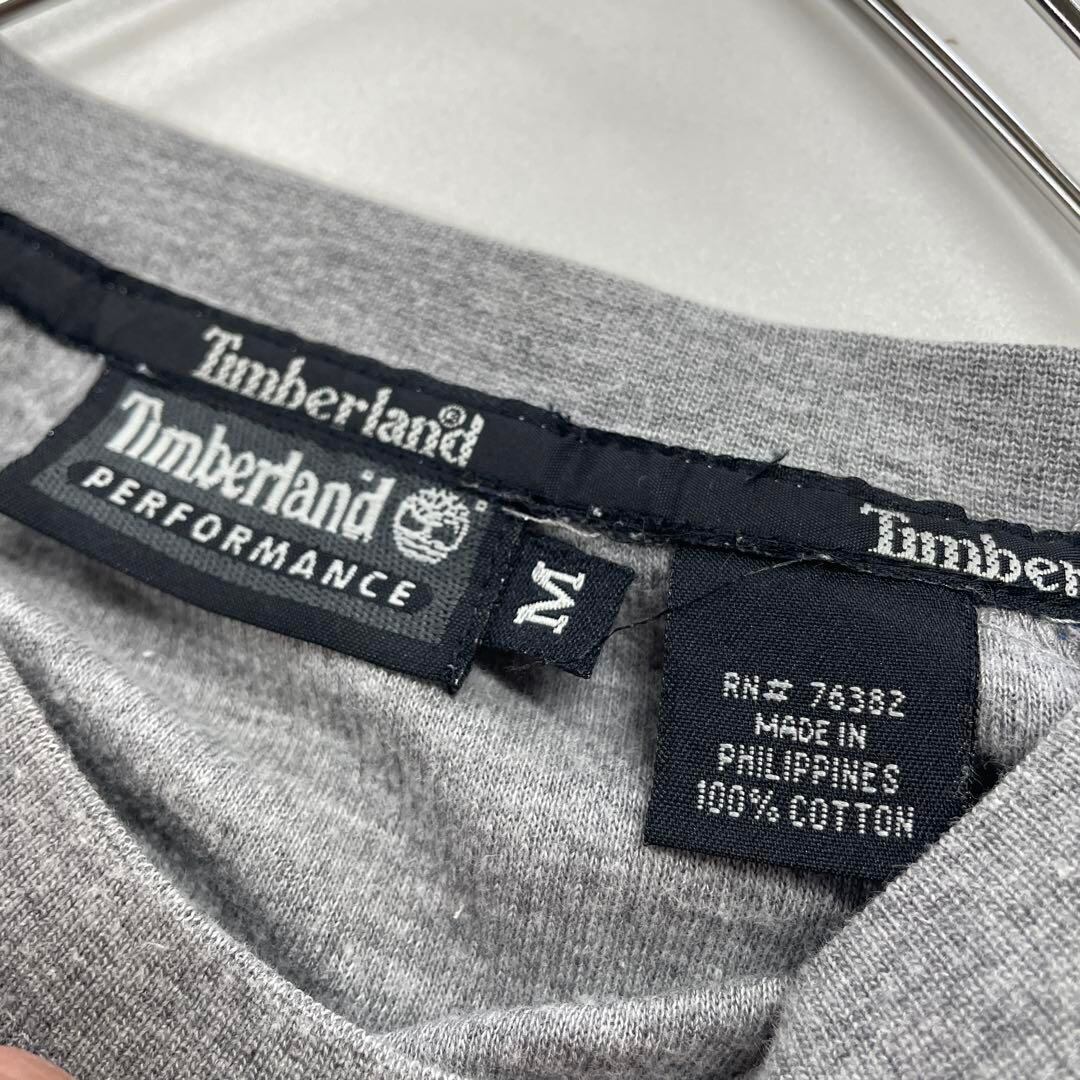 Timberland®
Timberland®
PERFORMANCE
M
Timber
RN# 76382
MADE IN
PHILIPPINES
100% COTTON